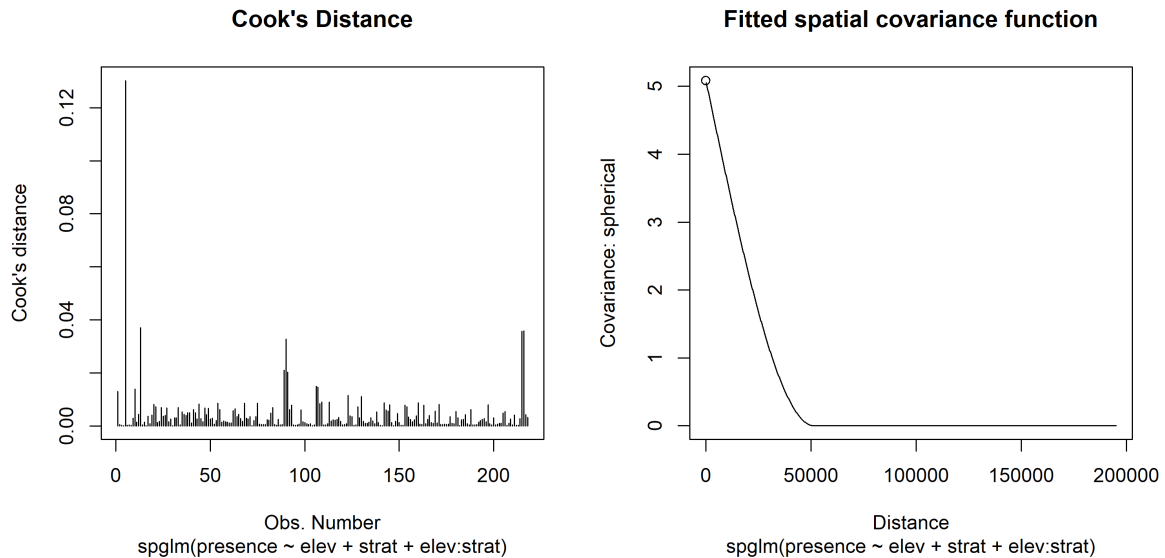 Cook's Distance
Cook's distance
0.12
0.08
0.04
0.00
0 50 100 150 200
Obs. Number
spglm(presence ~ elev + strat + elev:strat)
Fitted spatial covariance function
Covariance: spherical
5
4
3
2
1
0
0 50000 100000 150000 200000
Distance
spglm(presence ~ elev + strat + elev:strat)